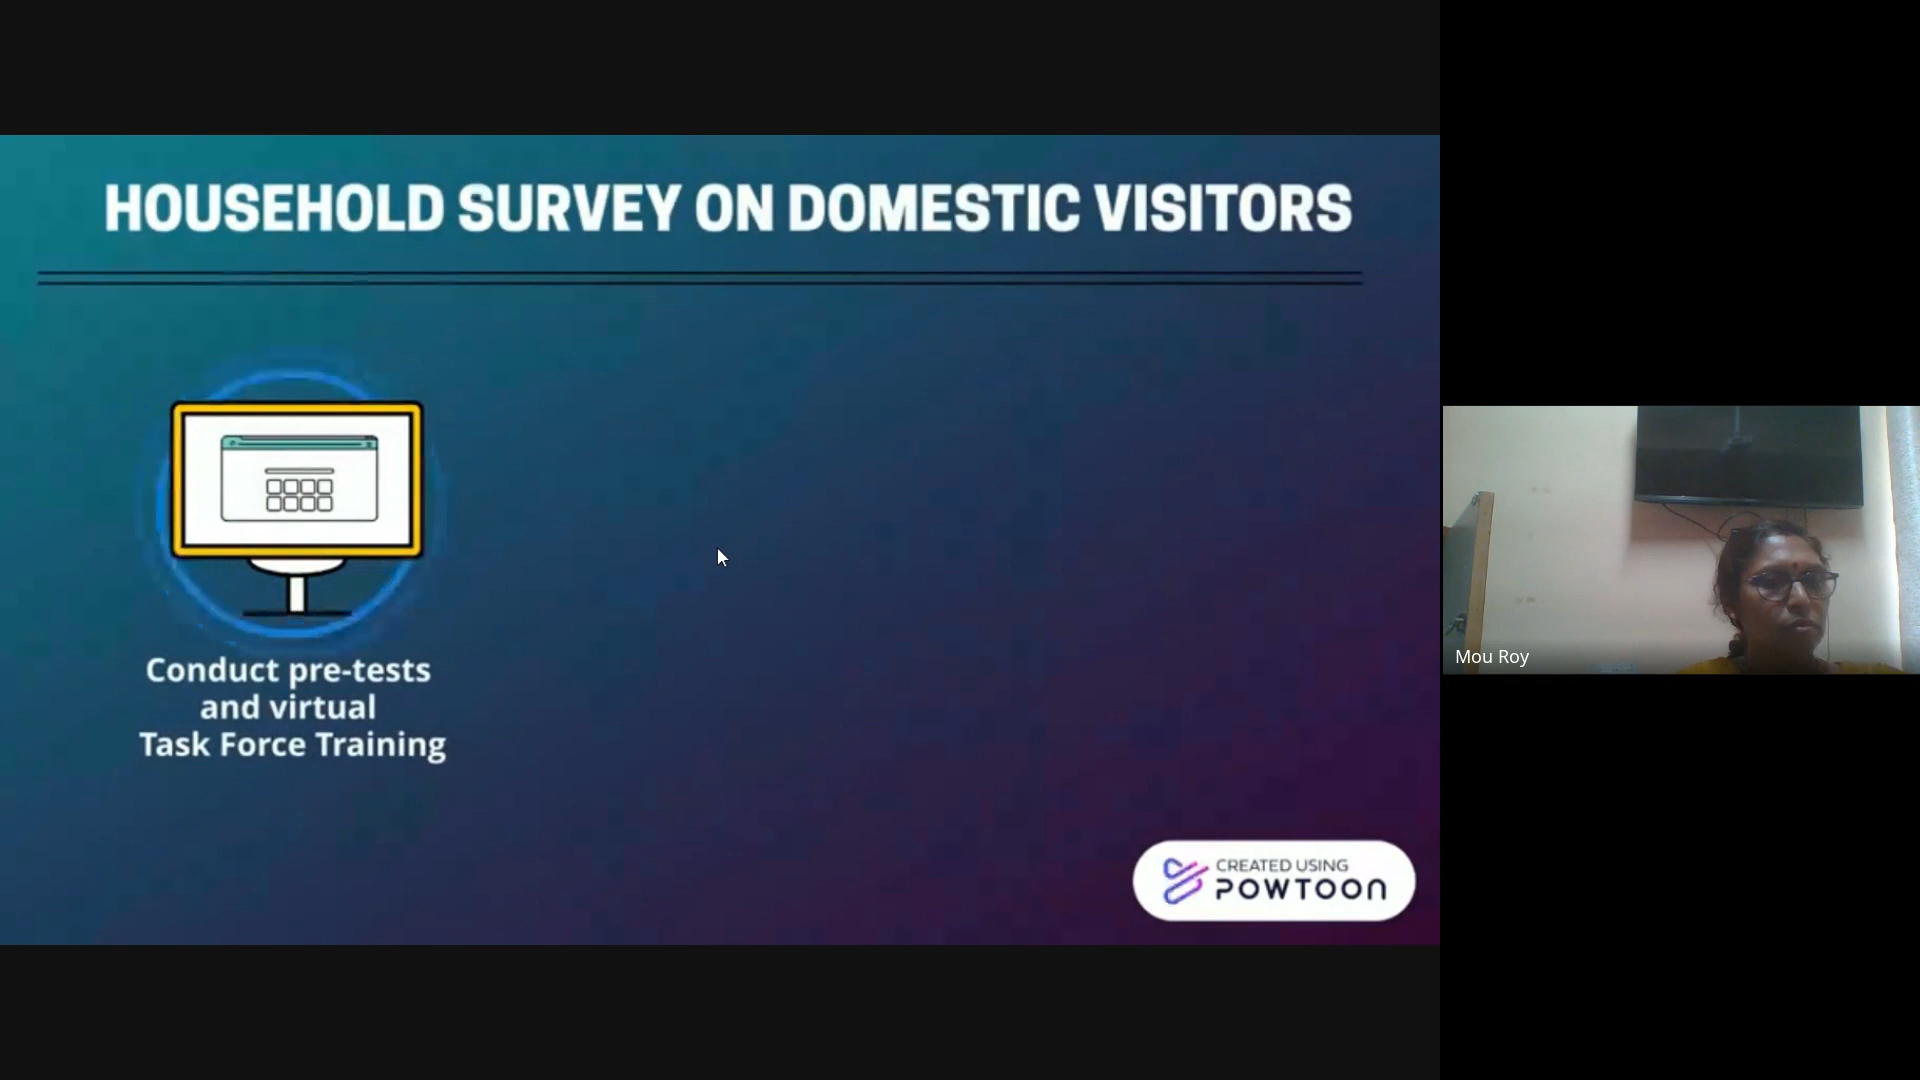 HOUSEHOLD SURVEY ON DOMESTIC VISITORS
Conduct pre-tests
and virtual
Task Force Training
CREATED USING
POWTOON
Mou Roy